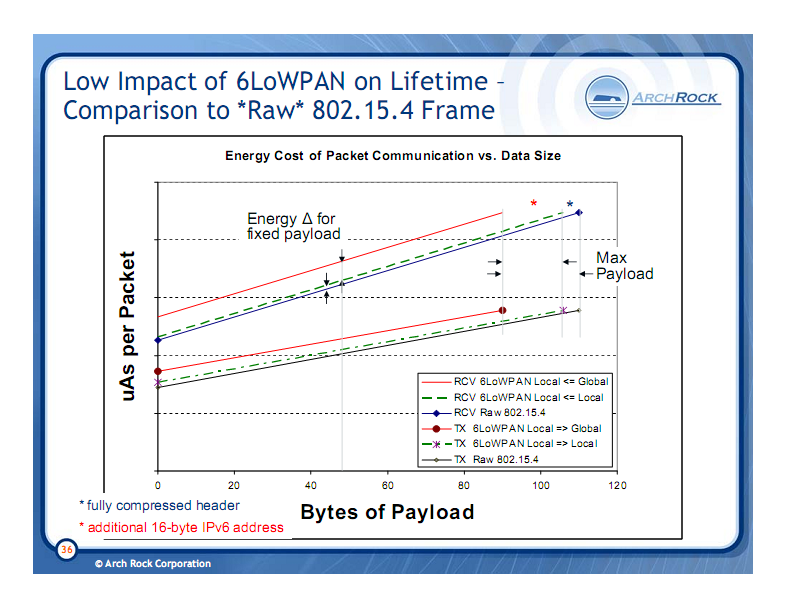 Low Impact of 6LoWPAN on Lifetime –
Comparison to *Raw* 802.15.4 Frame
ARCHROCK
Energy Cost of Packet Communication vs. Data Size
* *
Energy Δ for
fixed payload
Max
Payload
uAs per Packet
RCV 6LoWPAN Local <= Global
RCV 6LoWPAN Local <= Local
RCV Raw 802.15.4
TX 6LoWPAN Local => Global
TX 6LoWPAN Local => Local
TX Raw 802.15.4
0 20 40 60 80 100 120
Bytes of Payload
* fully compressed header
* additional 16-byte IPv6 address
36
© Arch Rock Corporation